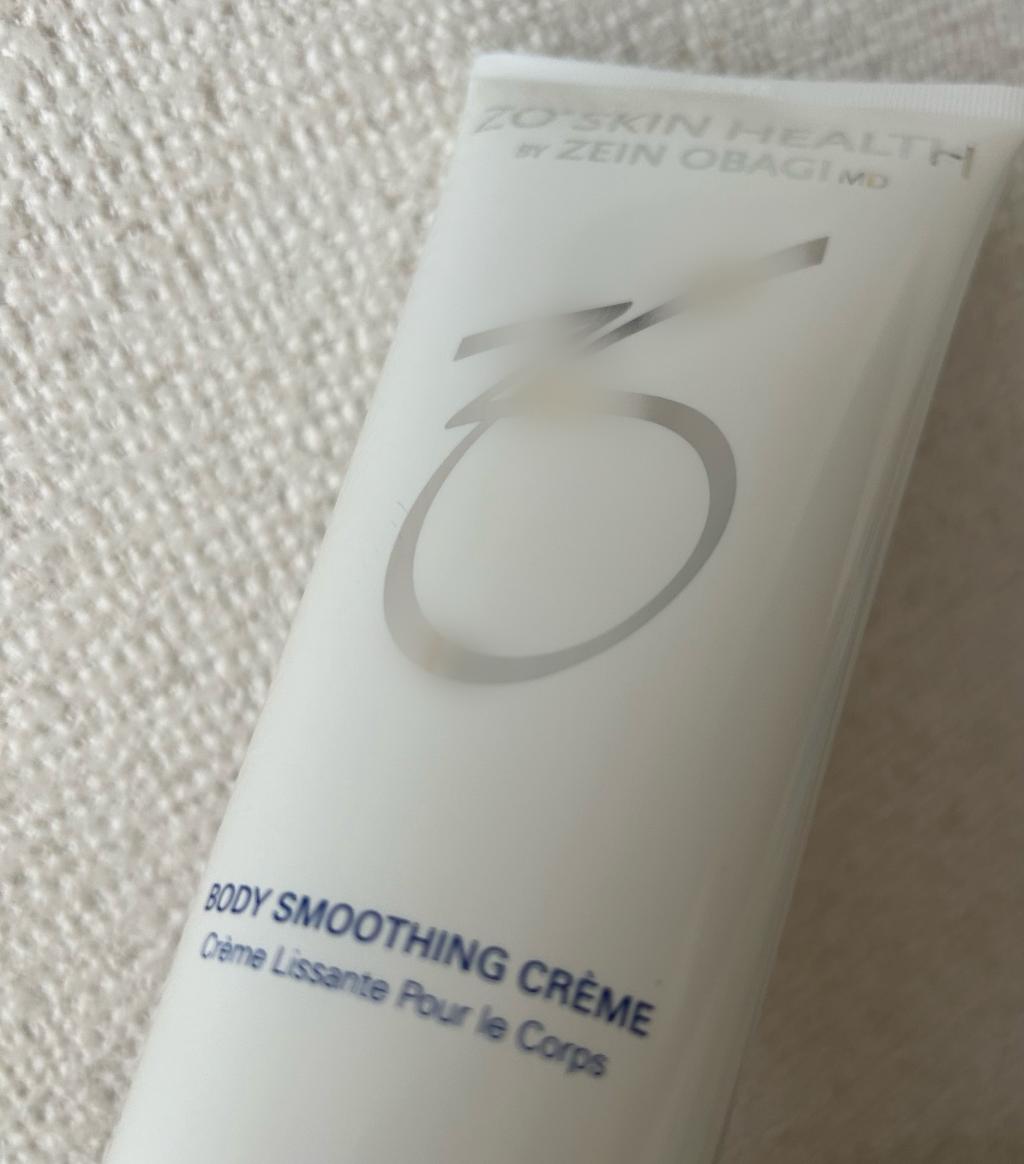 ZO® SKIN HEALTH
BY ZEIN OBAGI MD
BODY SMOOTHING CRÈME
Crème Lissante Pour le Corps